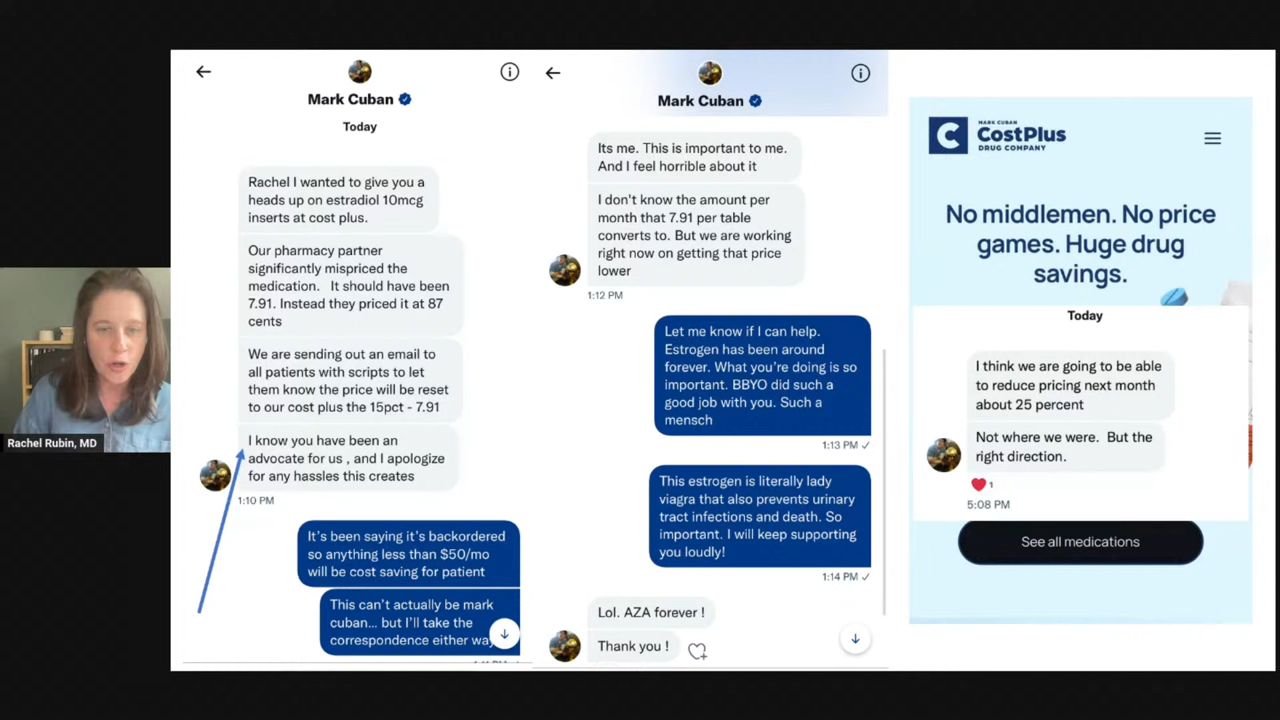 Mark Cuban
Today
Rachel I wanted to give you a
heads up on estradiol 10mcg
inserts at cost plus.
Our pharmacy partner
significantly mispriced the
medication. It should have been
7.91. Instead they priced it at 87
cents
We are sending out an email to
all patients with scripts to let
them know the price will be reset
to our cost plus the 15pct - 7.91
I know you have been an
advocate for us , and I apologize
for any hassles this creates
1:10 PM
It's been saying it's backordered
so anything less than $50/mo
will be cost saving for patient
This can't actually be mark
cuban... but I'll take the
correspondence either way
Mark Cuban
Its me. This is important to me.
And I feel horrible about it
I don't know the amount per
month that 7.91 per table
converts to. But we are working
right now on getting that price
lower
1:12 PM
Let me know if I can help.
Estrogen has been around
forever. What you're doing is so
important. BBYO did such a
good job with you. Such a
mensch
1:13 PM
This estrogen is literally lady
viagra that also prevents urinary
tract infections and death. So
important. I will keep supporting
you loudly!
1:14 PM
Lol. AZA forever !
Thank you !
MARK CUBAN
CostPlus
DRUG COMPANY
No middlemen. No price
games. Huge drug
savings.
Today
I think we are going to be able
to reduce pricing next month
about 25 percent
Not where we were. But the
right direction.
1
5:08 PM
See all medications
Rachel Rubin, MD